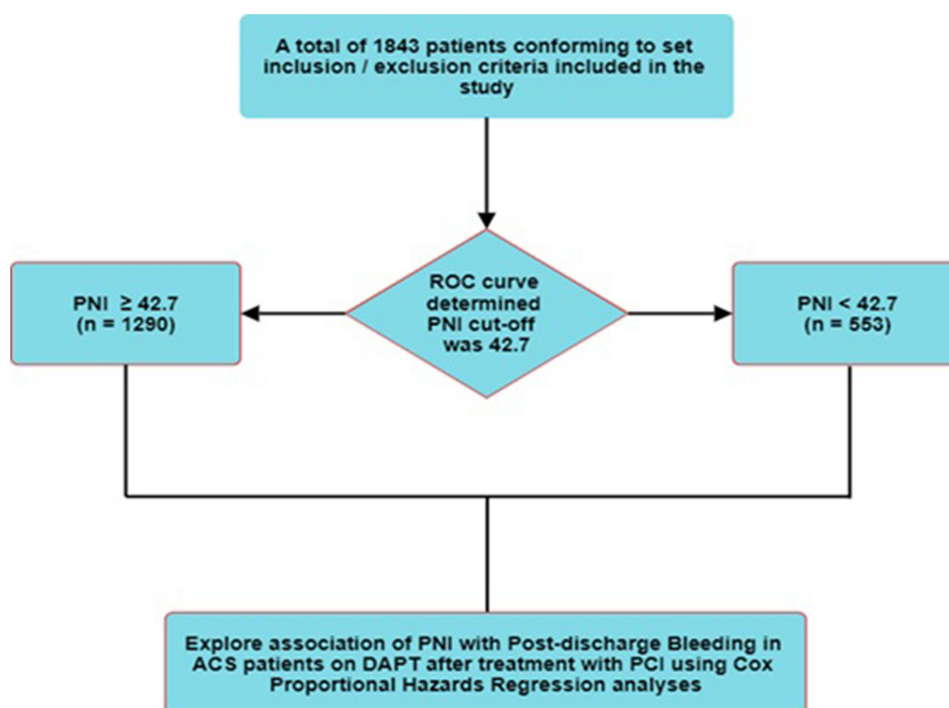 A total of 1843 patients conforming to set
inclusion / exclusion criteria included in the
study
ROC curve
determined
PNI cut-off
was 42.7
PNI ≥ 42.7
(n = 1290)
PNI < 42.7
(n = 553)
Explore association of PNI with Post-discharge Bleeding in
ACS patients on DAPT after treatment with PCI using Cox
Proportional Hazards Regression analyses